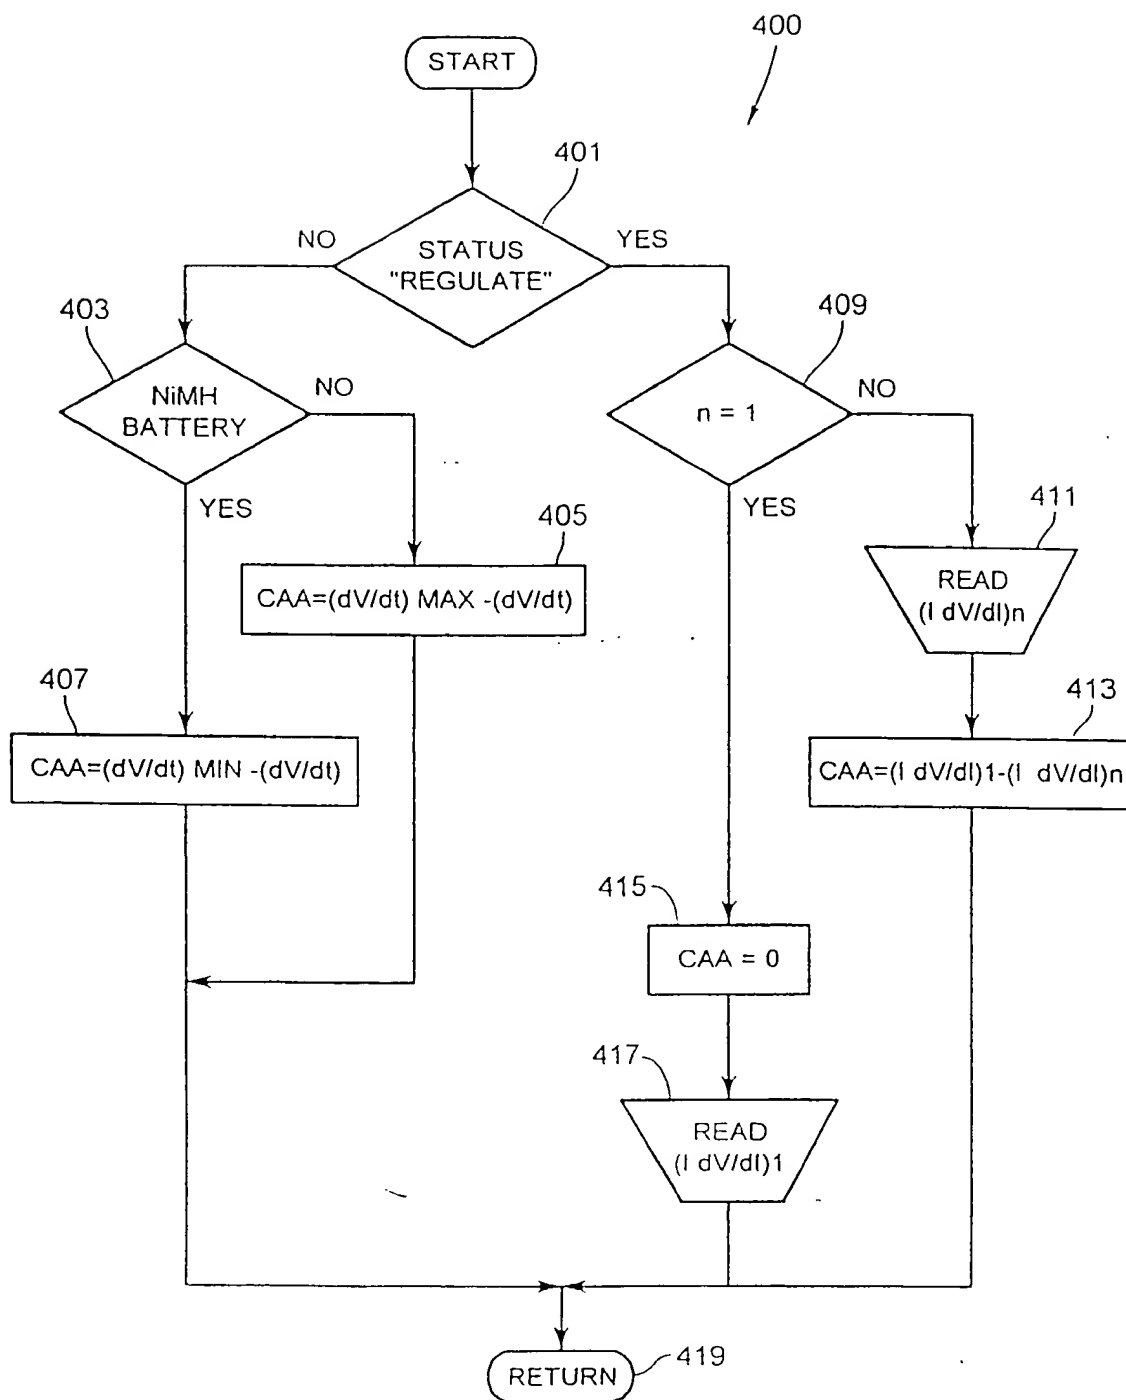 400
START
401
NO
YES
STATUS
"REGULATE"
403
409
NiMH
BATTERY
NO
n = 1
NO
YES
YES
405
411
CAA=(dV/dt) MAX -(dV/dt)
READ
(I dV/dI)n
407
413
CAA=(dV/dt) MIN -(dV/dt)
CAA=(I dV/dI)1-(I dV/dI)n
415
CAA = 0
417
READ
(I dV/dI)1
RETURN
419